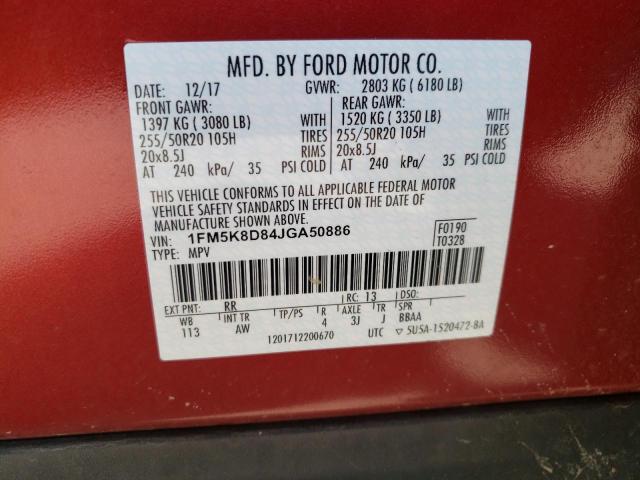 MFD. BY FORD MOTOR CO.
DATE: 12/17 GVWR: 2803 KG ( 6180 LB)
FRONT GAWR: REAR GAWR:
1397 KG ( 3080 LB) WITH 1520 KG ( 3350 LB) WITH
255/50R20 105H TIRES 255/50R20 105H TIRES
20x8.5J RIMS 20x8.5J RIMS
AT 240 kPa/ 35 PSI COLD AT 240 kPa/ 35 PSI COLD
THIS VEHICLE CONFORMS TO ALL APPLICABLE FEDERAL MOTOR
VEHICLE SAFETY STANDARDS IN EFFECT ON THE DATE OF
MANUFACTURE SHOWN ABOVE.
VIN: 1FM5K8D84JGA50886 F0190
TYPE: MPV T0328
EXT PNT: RR RC: 13 DSO:
WB INT TR TP/PS R AXLE TR SPR
113 AW 4 3J J BBAA
1201712200670 UTC ▽ 5USA-1520472-BA